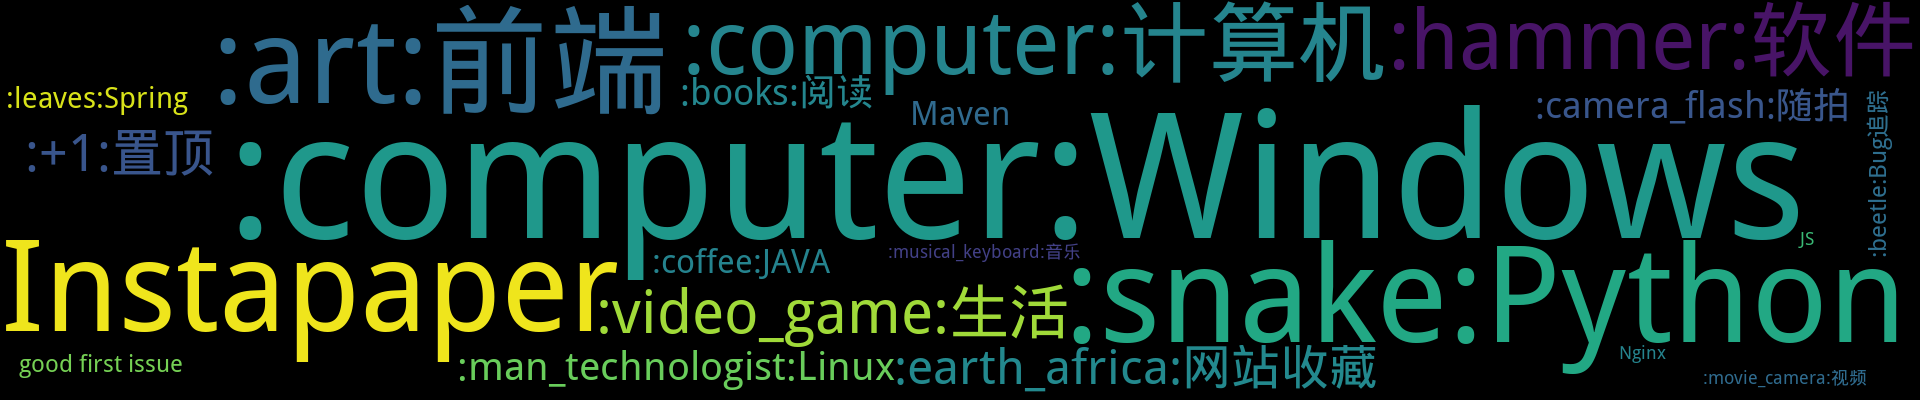 :art:前端
:computer:计算机
:hammer:软件
:leaves:Spring
:books:阅读
Maven
:camera_flash:随拍
:beetle:Bug追踪
:+1:置顶
:computer:Windows
JS
Instapaper
:coffee:JAVA
:musical_keyboard:音乐
:snake:Python
:video_game:生活
good first issue
:man_technologist:Linux
:earth_africa:网站收藏
Nginx
:movie_camera:视频